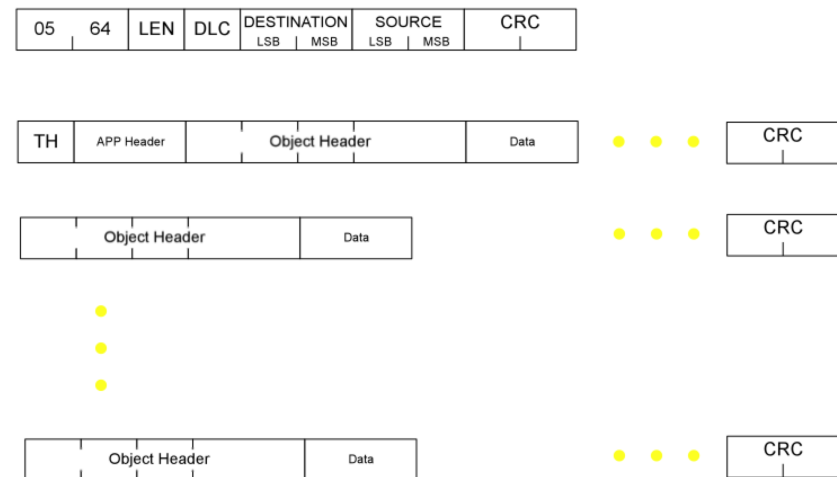 05 64 LEN DLC DESTINATION SOURCE CRC
LSB MSB LSB MSB
TH APP Header Object Header Data CRC
Object Header Data CRC
Object Header Data CRC